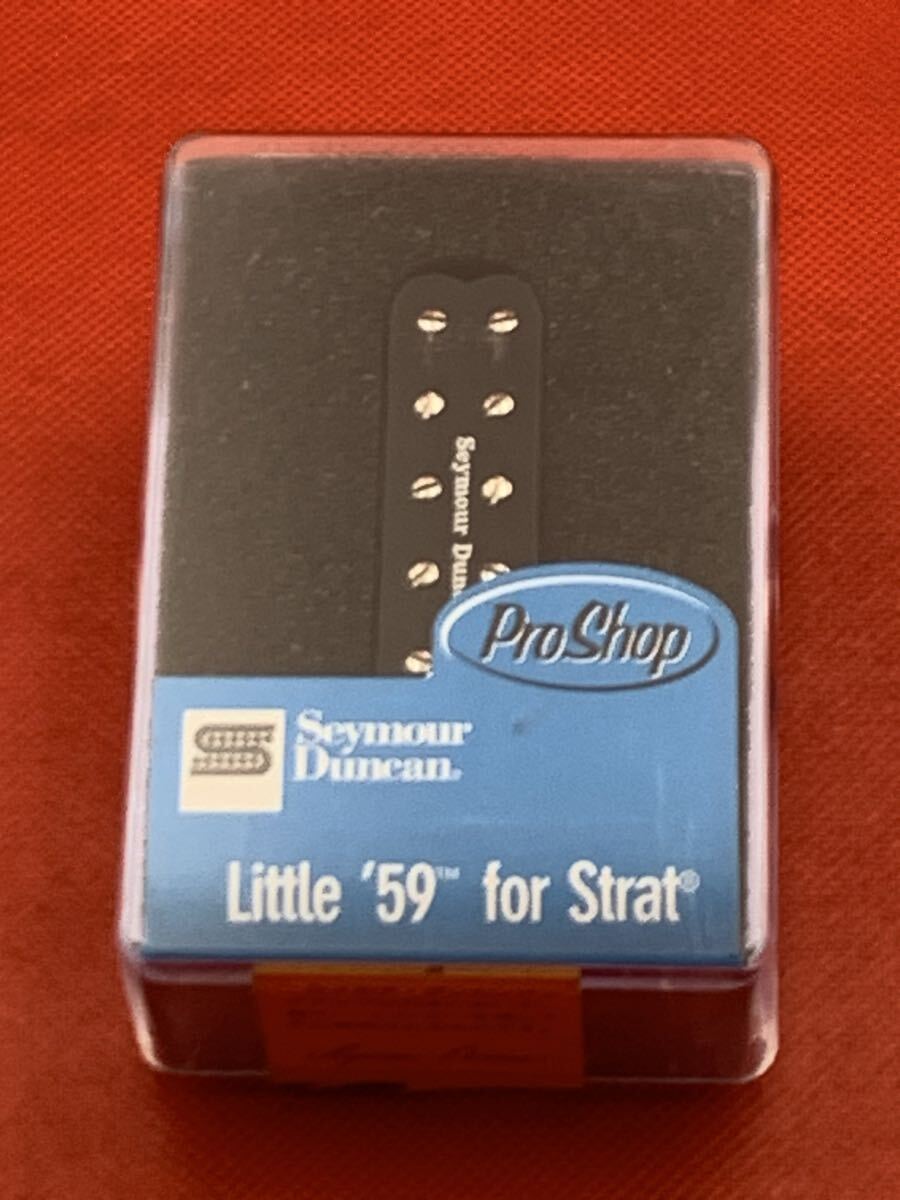 Seymour Dun
ProShop
Seymour
Duncan®
Little '59™ for Strat®